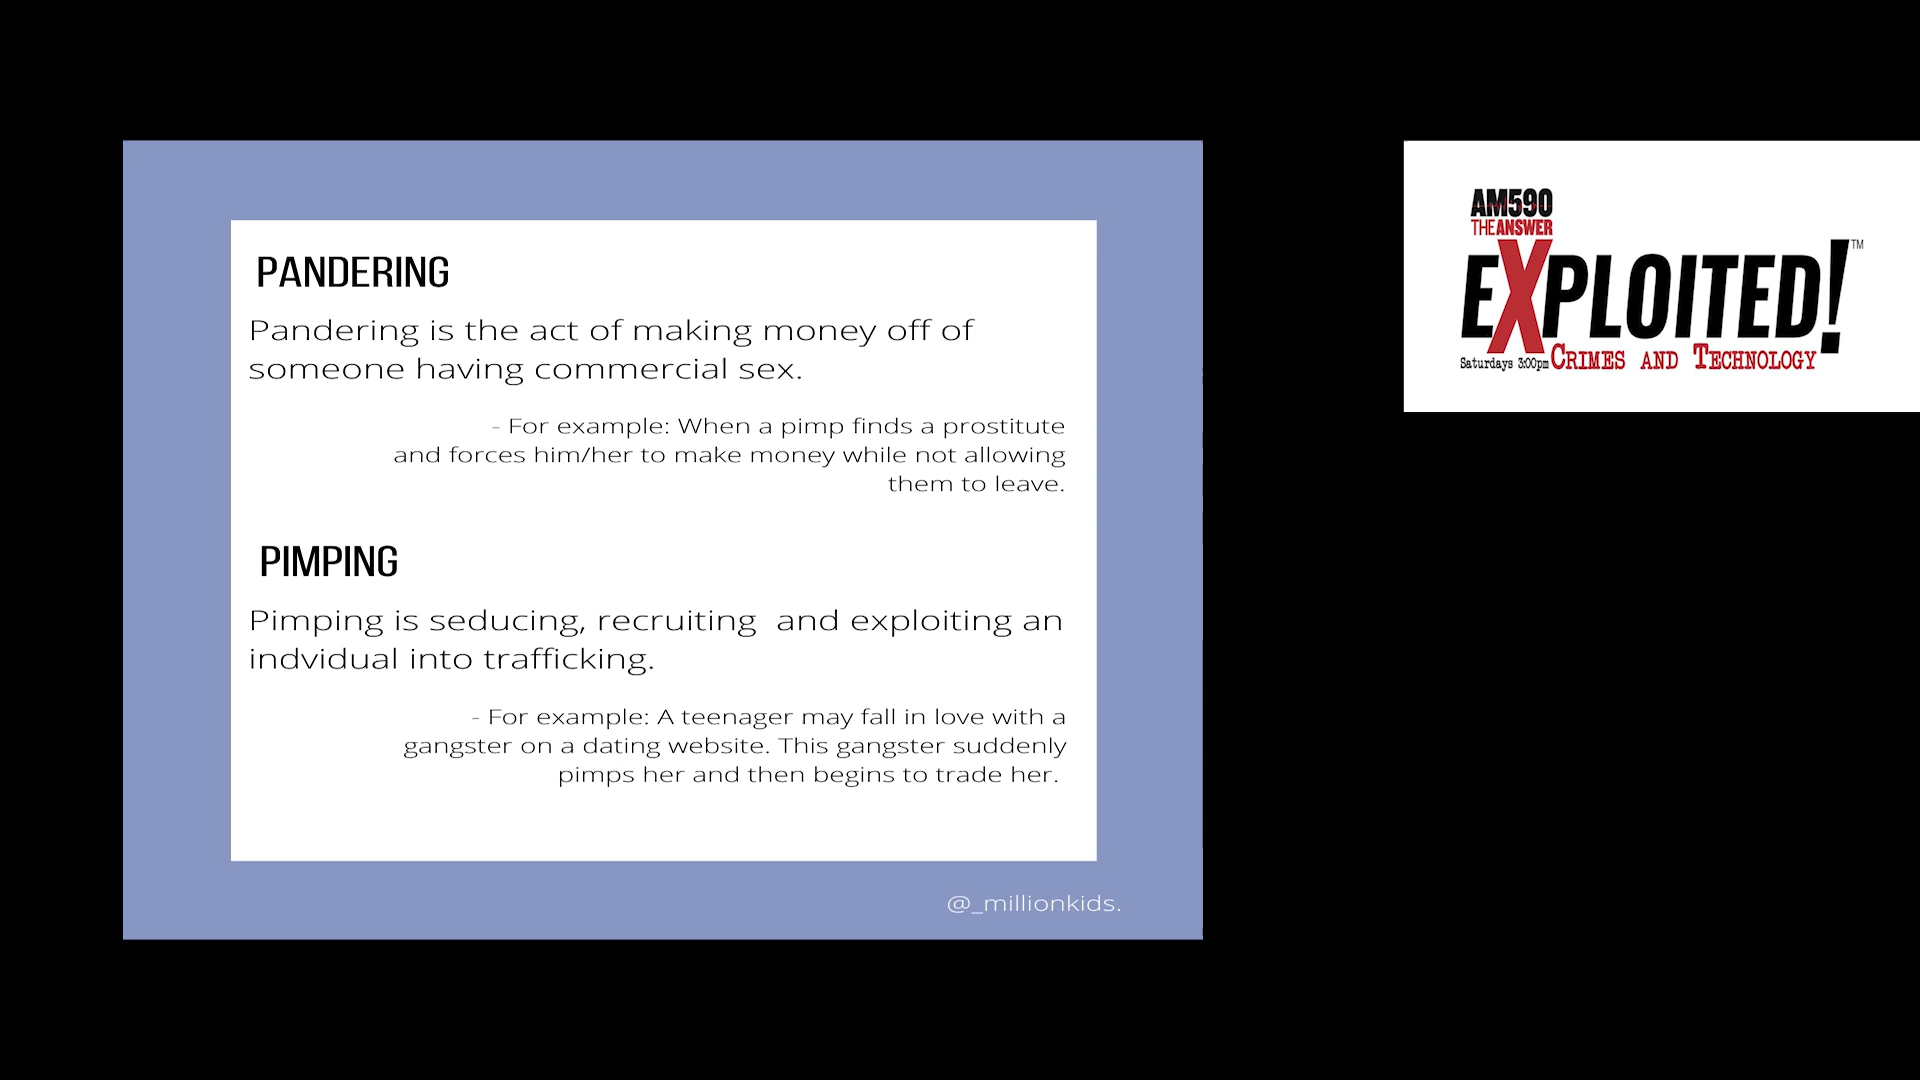 PANDERING
Pandering is the act of making money off of
someone having commercial sex.
- For example: When a pimp finds a prostitute
and forces him/her to make money while not allowing
them to leave.
PIMPING
Pimping is seducing, recruiting  and exploiting an
indvidual into trafficking.
- For example: A teenager may fall in love with a
gangster on a dating website. This gangster suddenly
pimps her and then begins to trade her.
@_millionkids.
AM590
THE ANSWER
EXPLOITED!™
Saturdays 3:00pm CRIMES AND TECHNOLOGY